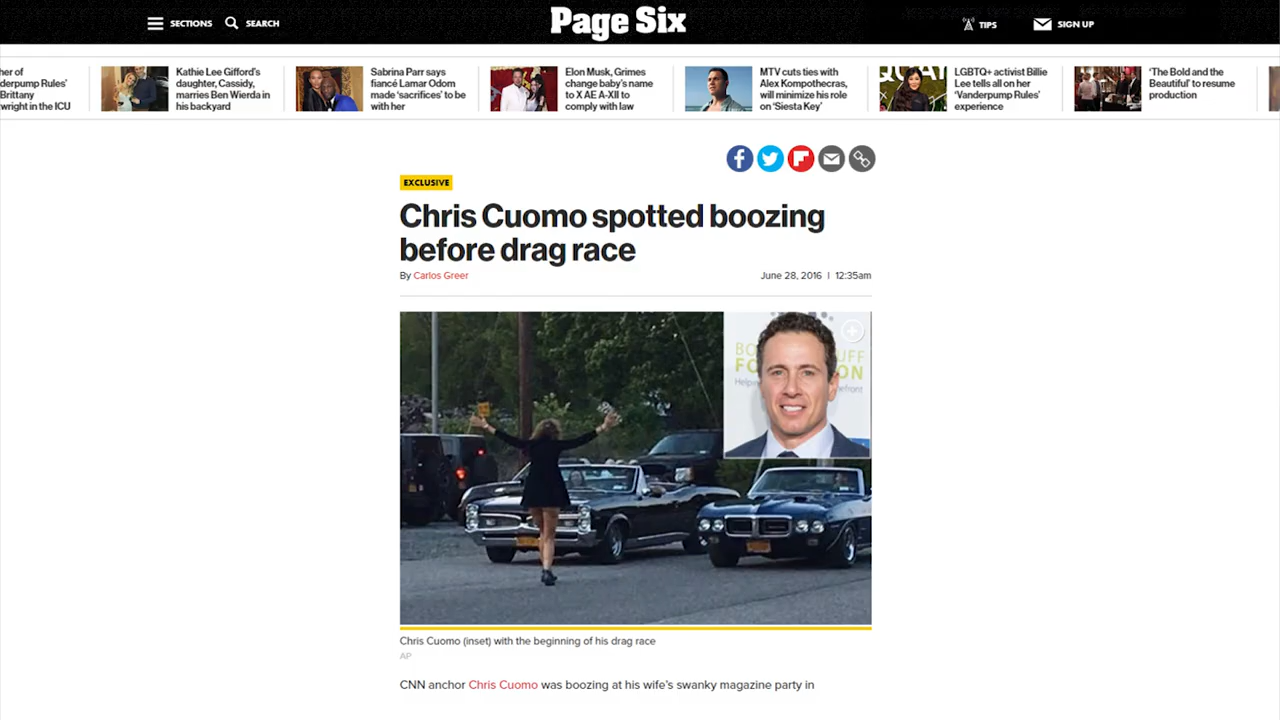 SECTIONS
SEARCH
Page Six
TIPS
SIGN UP
her of
derpump Rules'
Brittany
wright in the ICU
Kathie Lee Gifford's
daughter, Cassidy,
marries Ben Wierda in
his backyard
Sabrina Parr says
fiancé Lamar Odom
made 'sacrifices' to be
with her
Elon Musk, Grimes
change baby's name
to X AE A-XII to
comply with law
MTV cuts ties with
Alex Kompothecras,
will minimize his role
on 'Siesta Key'
LGBTQ+ activist Billie
Lee tells all on her
'Vanderpump Rules'
experience
'The Bold and the
Beautiful' to resume
production
EXCLUSIVE
Chris Cuomo spotted boozing
before drag race
By Carlos Greer
June 28, 2016 | 12:35am
Chris Cuomo (inset) with the beginning of his drag race
AP
CNN anchor Chris Cuomo was boozing at his wife's swanky magazine party in